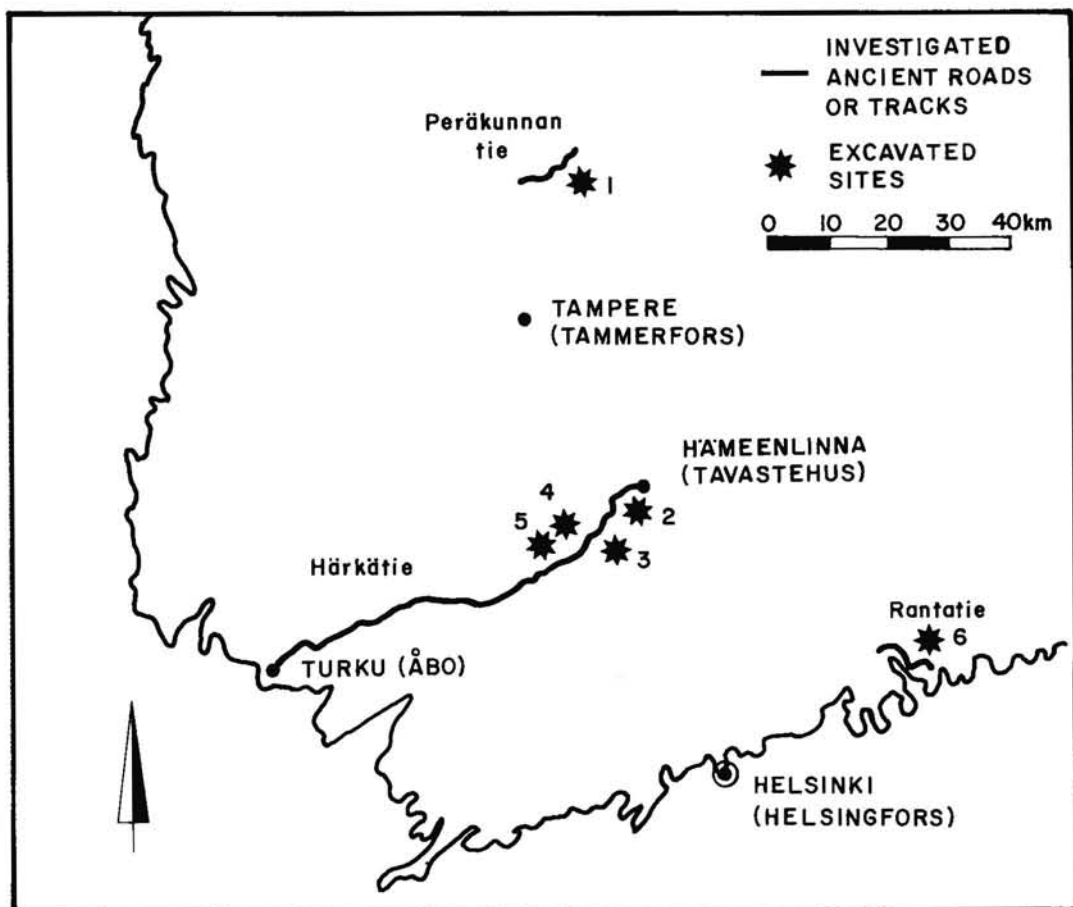 INVESTIGATED
ANCIENT ROADS
OR TRACKS
EXCAVATED
SITES
0 10 20 30 40km
Peräkunnan
tie
1
TAMPERE
(TAMMERFORS)
HÄMEENLINNA
(TAVASTEHUS)
4
5
2
3
Härkätie
Rantatie
6
TURKU (ÅBO)
HELSINKI
(HELSINGFORS)